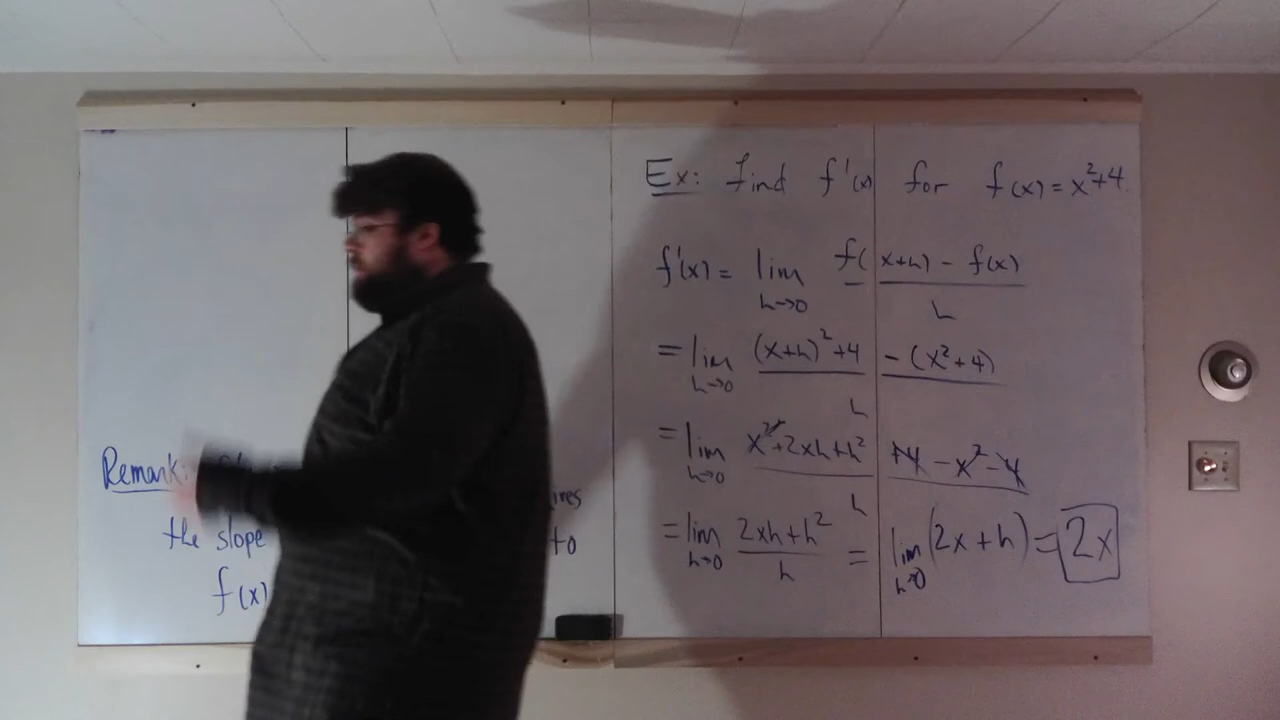 Remark:
the slope to
f(x)
Ex: Find f'(x) for f(x) = x²+4.
f'(x) = lim h→0 f(x+h) - f(x) / h
= lim h→0 (x+h)²+4 - (x²+4) / h
= lim h→0 x²+2xh+h² +4 - x² - 4 / h
= lim h→0 2xh+h² / h = lim h→0 (2x+h) = 2x